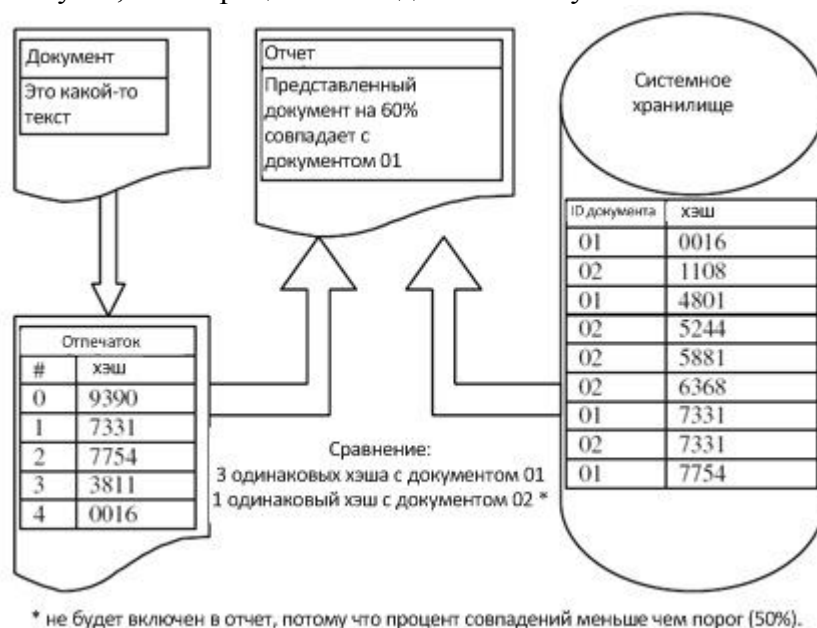 Документ
Это какой-то
текст
Отчет
Представленный
документ на 60%
совпадает с
документом 01
Системное
хранилище
ID документа хэш
01 0016
02 1108
01 4801
02 5244
02 5881
02 6368
01 7331
02 7331
01 7754
Отпечаток
# хэш
0 9390
1 7331
2 7754
3 3811
4 0016
Сравнение:
3 одинаковых хэша с документом 01
1 одинаковый хэш с документом 02 *
* не будет включен в отчет, потому что процент совпадений меньше чем порог (50%).